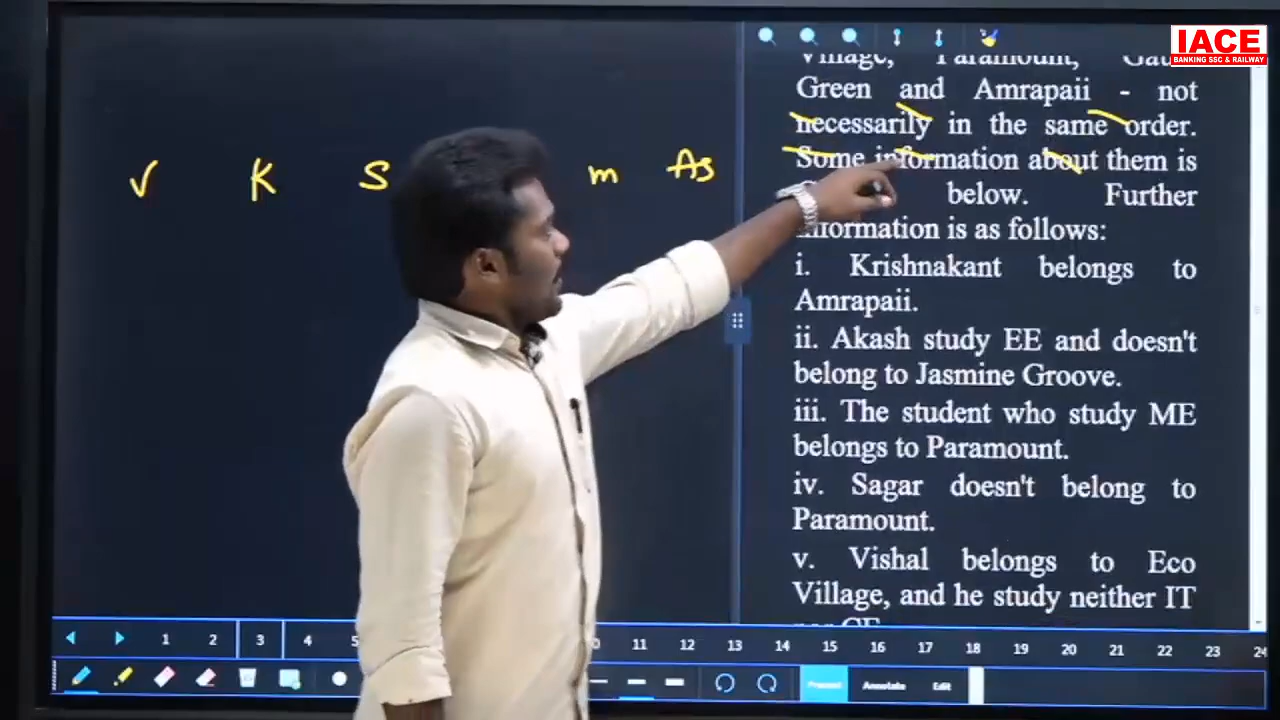 IACE
BANKING SSC & RAILWAY
Village, Paramount,
Green and Amrapaii - not
necessarily in the same order.
Some information about them is
below. Further
information is as follows:
i. Krishnakant belongs to
Amrapaii.
ii. Akash study EE and doesn't
belong to Jasmine Groove.
iii. The student who study ME
belongs to Paramount.
iv. Sagar doesn't belong to
Paramount.
v. Vishal belongs to Eco
Village, and he study neither IT
V K S m As
1 2 3 4 5 11 12 13 14 15 16 17 18 19 20 21 22 23 24
Annotate Edit